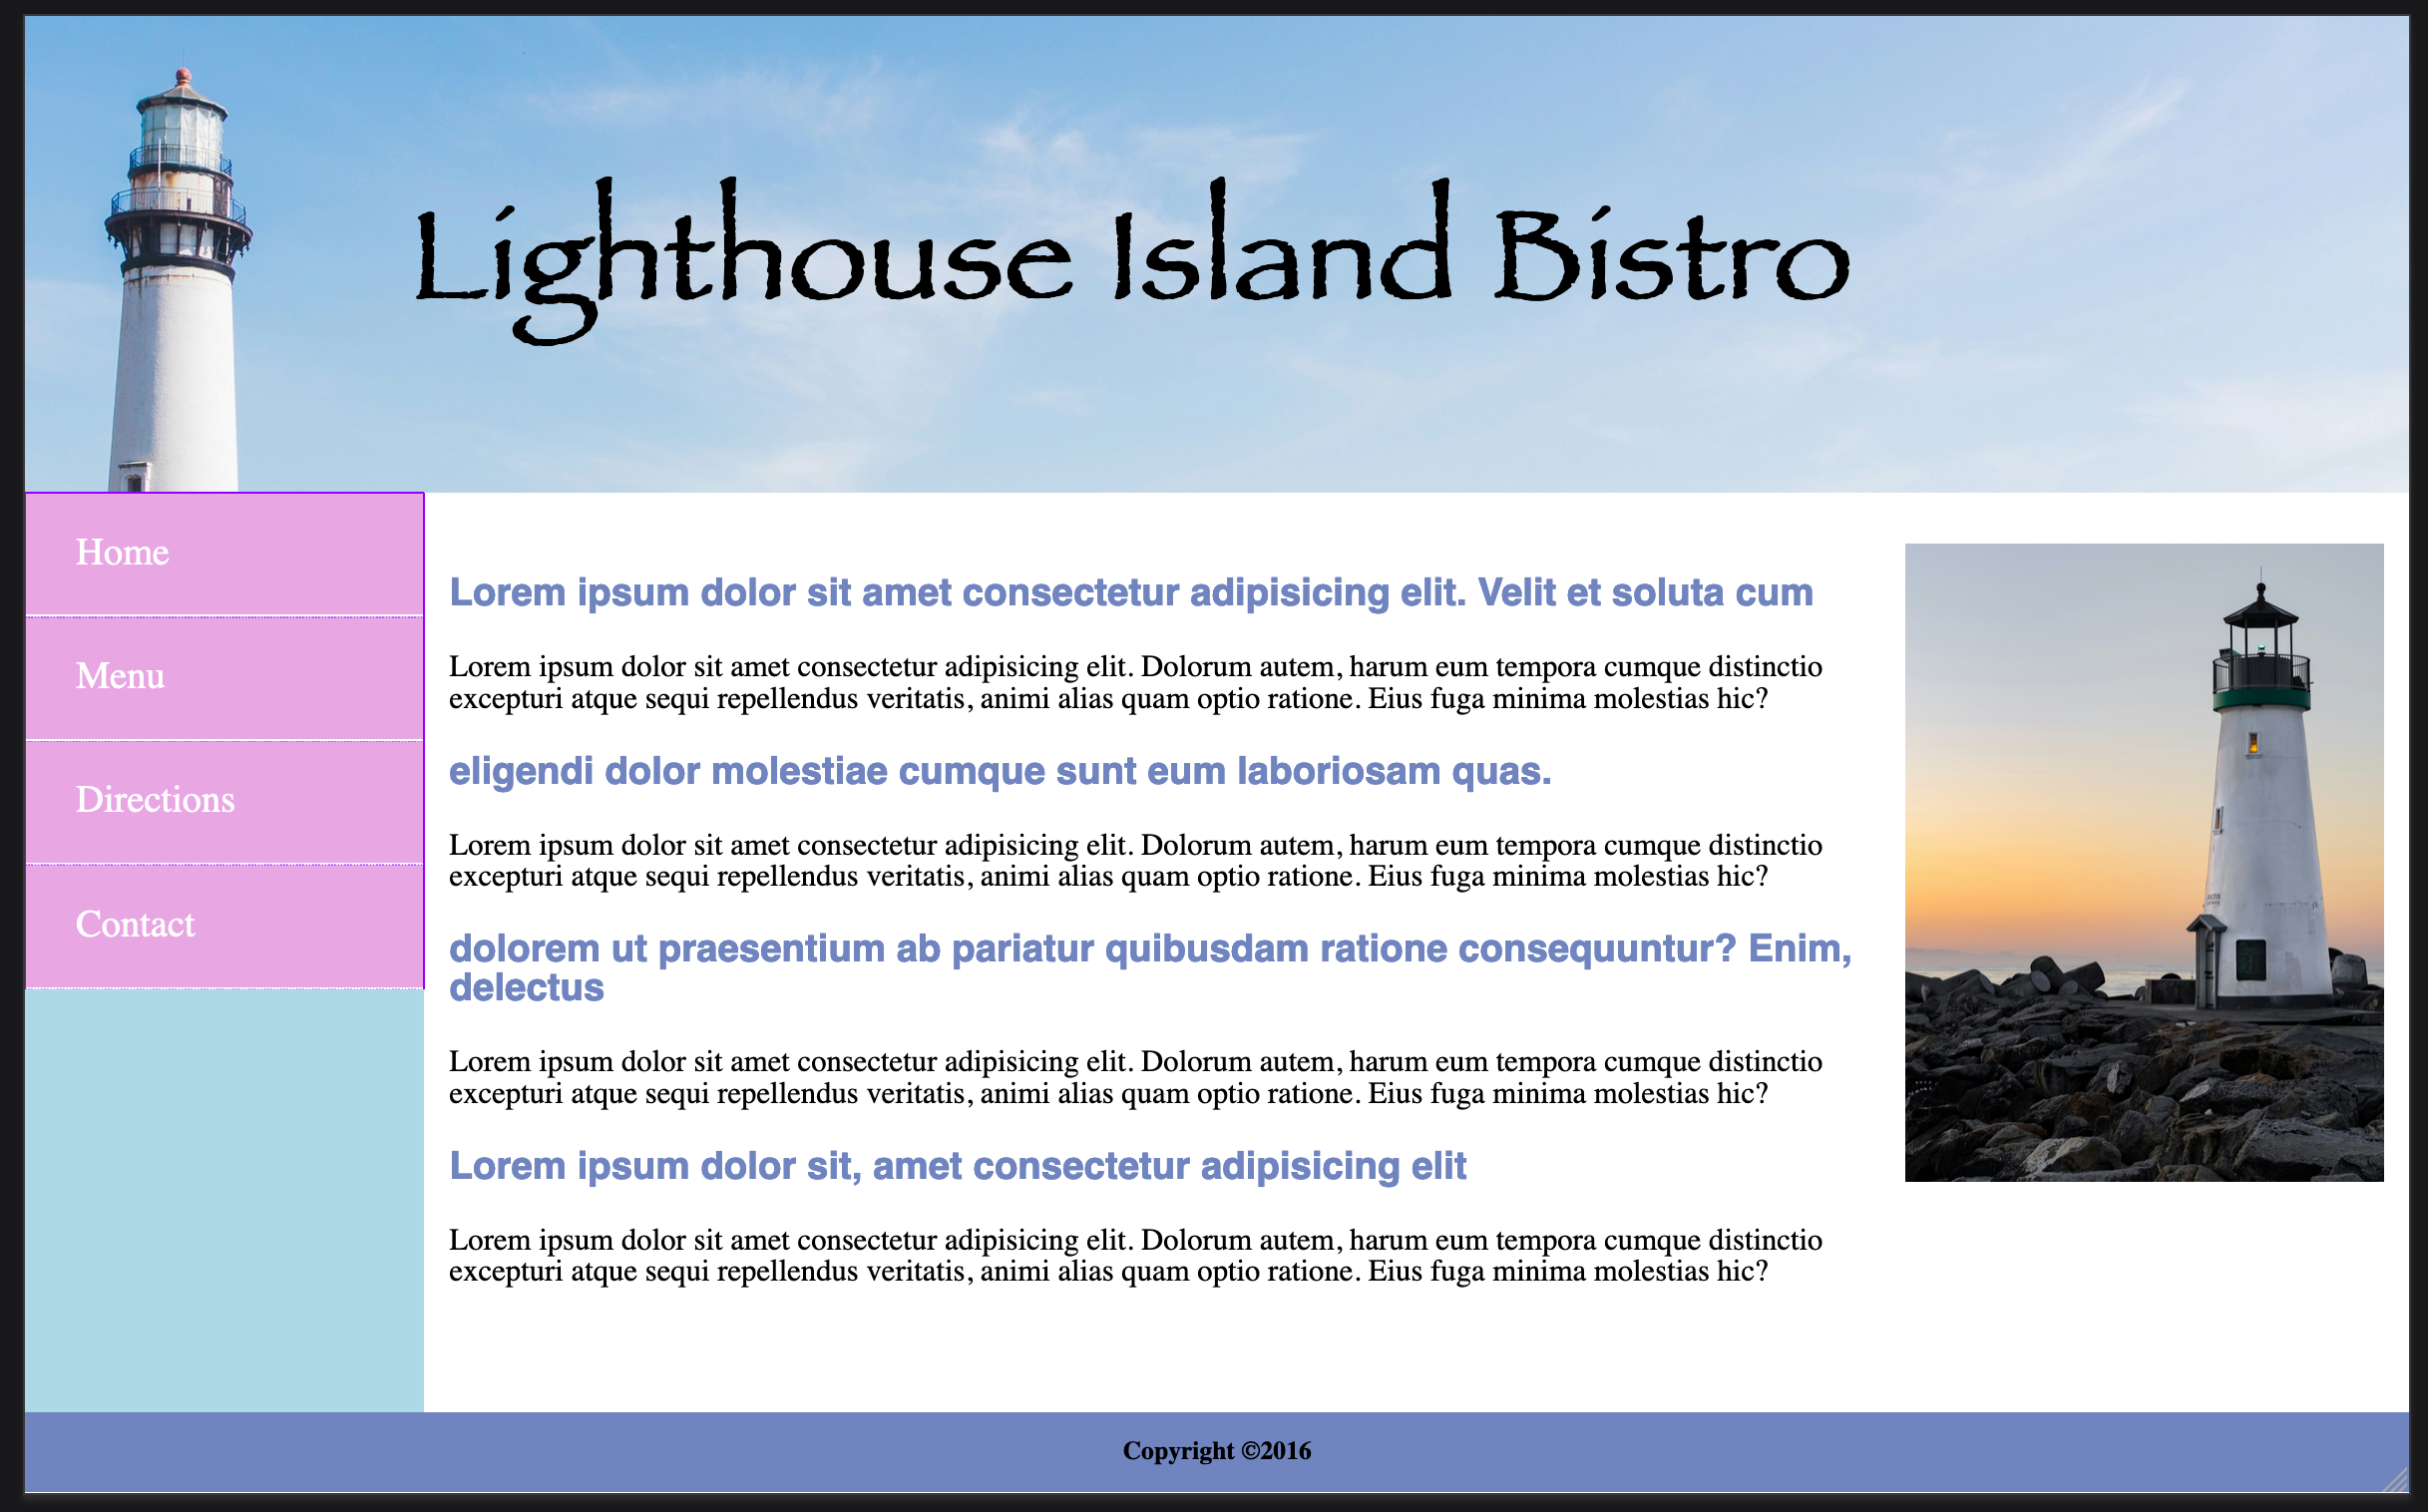 Lighthouse Island Bistro
Home
Menu
Directions
Contact
Lorem ipsum dolor sit amet consectetur adipisicing elit. Velit et soluta cum
Lorem ipsum dolor sit amet consectetur adipisicing elit. Dolorum autem, harum eum tempora cumque distinctio
excepturi atque sequi repellendus veritatis, animi alias quam optio ratione. Eius fuga minima molestias hic?
eligendi dolor molestiae cumque sunt eum laboriosam quas.
Lorem ipsum dolor sit amet consectetur adipisicing elit. Dolorum autem, harum eum tempora cumque distinctio
excepturi atque sequi repellendus veritatis, animi alias quam optio ratione. Eius fuga minima molestias hic?
dolorem ut praesentium ab pariatur quibusdam ratione consequuntur? Enim,
delectus
Lorem ipsum dolor sit amet consectetur adipisicing elit. Dolorum autem, harum eum tempora cumque distinctio
excepturi atque sequi repellendus veritatis, animi alias quam optio ratione. Eius fuga minima molestias hic?
Lorem ipsum dolor sit, amet consectetur adipisicing elit
Lorem ipsum dolor sit amet consectetur adipisicing elit. Dolorum autem, harum eum tempora cumque distinctio
excepturi atque sequi repellendus veritatis, animi alias quam optio ratione. Eius fuga minima molestias hic?
Copyright ©2016